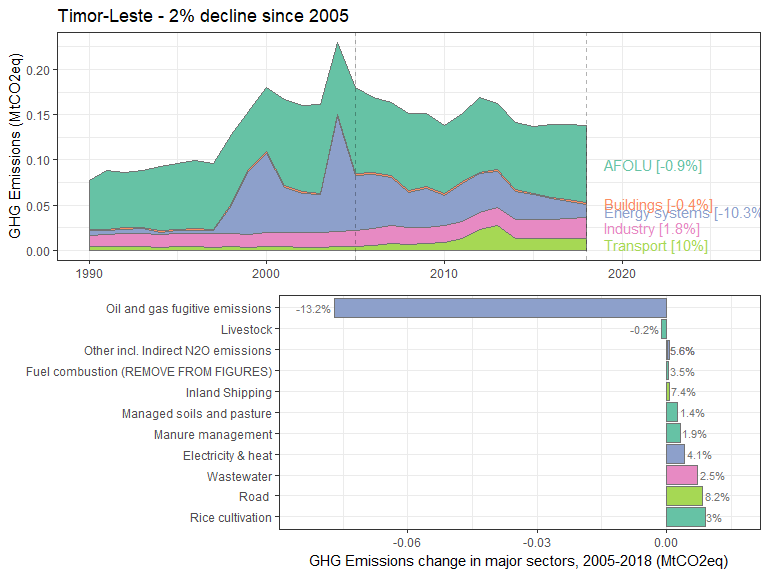 Timor-Leste - 2% decline since 2005
GHG Emissions (MtCO2eq)
0.20
0.15
0.10
0.05
0.00
AFOLU [-0.9%]
Buildings [-0.4%]
Energy systems [-10.3%
Industry [1.8%]
Transport [10%]
1990 2000 2010 2020
Oil and gas fugitive emissions -13.2%
Livestock -0.2%
Other incl. Indirect N2O emissions 5.6%
Fuel combustion (REMOVE FROM FIGURES) 3.5%
Inland Shipping 7.4%
Managed soils and pasture 1.4%
Manure management 1.9%
Electricity & heat 4.1%
Wastewater 2.5%
Road 8.2%
Rice cultivation 3%
-0.06 -0.03 0.00
GHG Emissions change in major sectors, 2005-2018 (MtCO2eq)